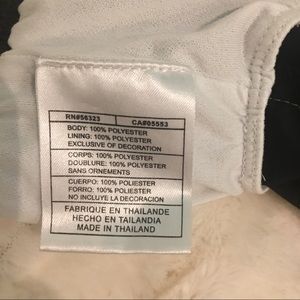 RN#56323 CA#05553
BODY: 100% POLYESTER
LINING: 100% POLYESTER
EXCLUSIVE OF DECORATION
CORPS: 100% POLYESTER
DOUBLURE: 100% POLYESTER
SANS ORNEMENTS
CUERPO: 100% POLIESTER
FORRO: 100% POLIESTER
NO INCLUYE LA DECORACION
FABRIQUE EN THAILANDE
HECHO EN TAILANDIA
MADE IN THAILAND